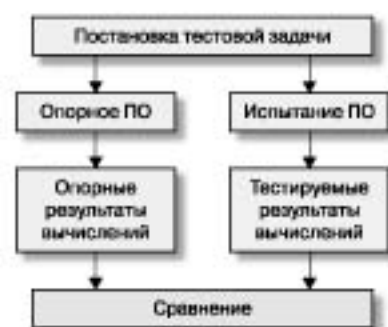 Постановка тестовой задачи
Опорное ПО
Испытание ПО
Опорные
результаты
вычислений
Тестируемые
результаты
вычислений
Сравнение